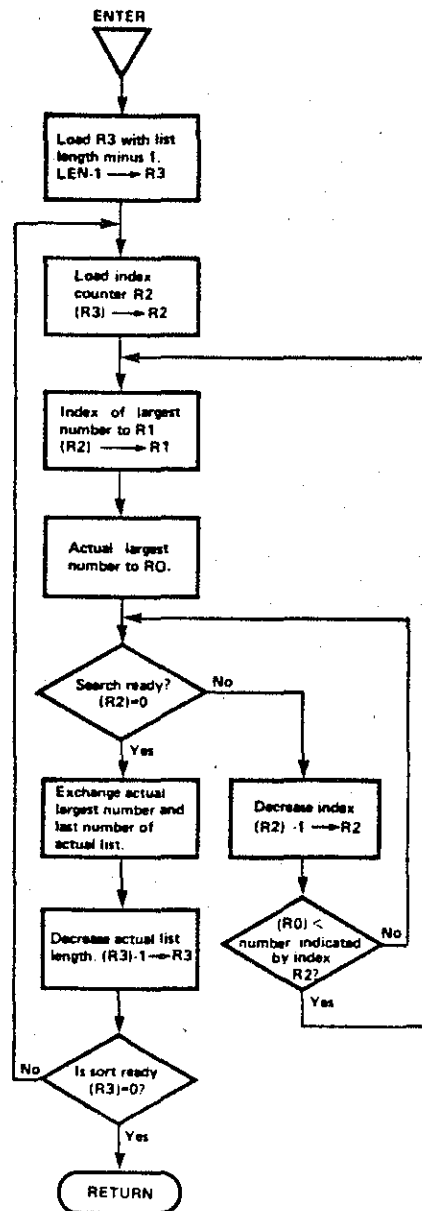 ENTER
Load R3 with list
length minus 1.
LEN-1 → R3
Load index
counter R2
(R3) → R2
Index of largest
number to R1
(R2) → R1
Actual largest
number to R0.
Search ready?
(R2)=0
No
Yes
Exchange actual
largest number and
last number of
actual list.
Decrease index
(R2) -1 → R2
Decrease actual list
length. (R3)-1→R3
(R0) <
number indicated
by index
R2?
No
Yes
Is sort ready
(R3)=0?
No
Yes
RETURN